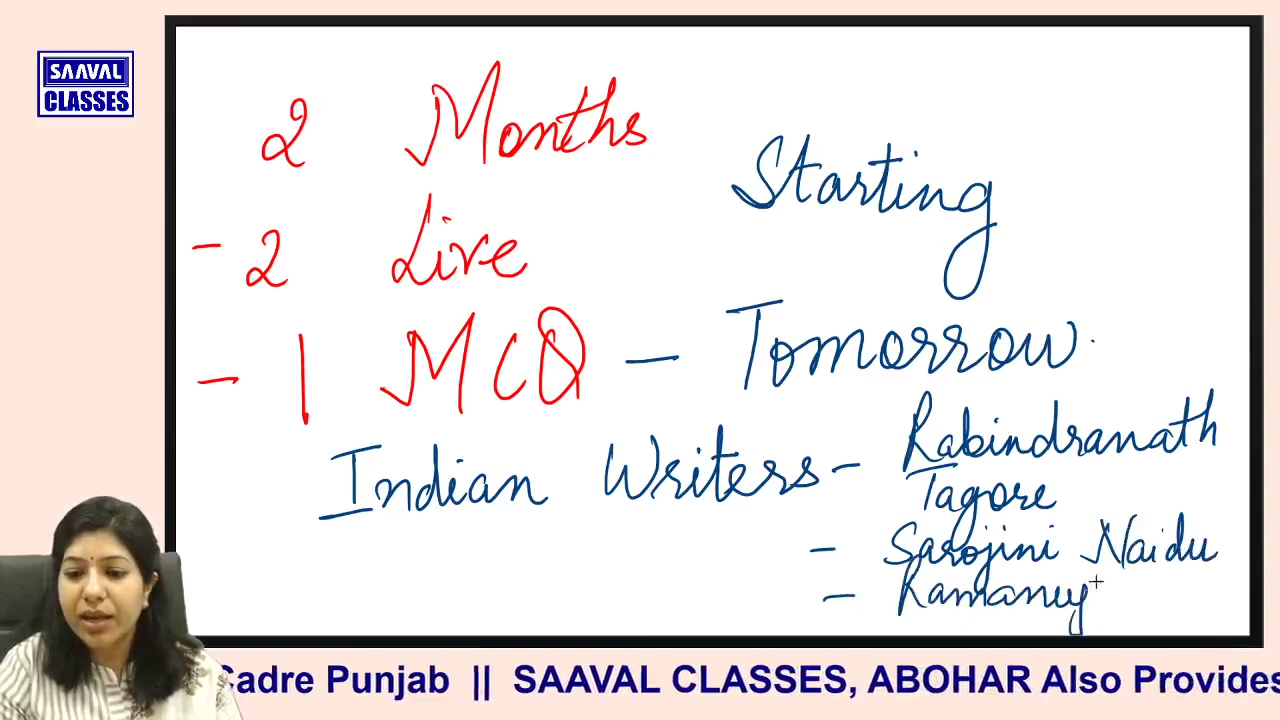 SAAVAL
CLASSES
2 Months
Starting
- 2 Live
- 1 MCQ - Tomorrow.
Indian Writers - Rabindranath
Tagore
- Sarojini Naidu
- Ramanuj
Cadre Punjab || SAAVAL CLASSES, ABOHAR Also Provides